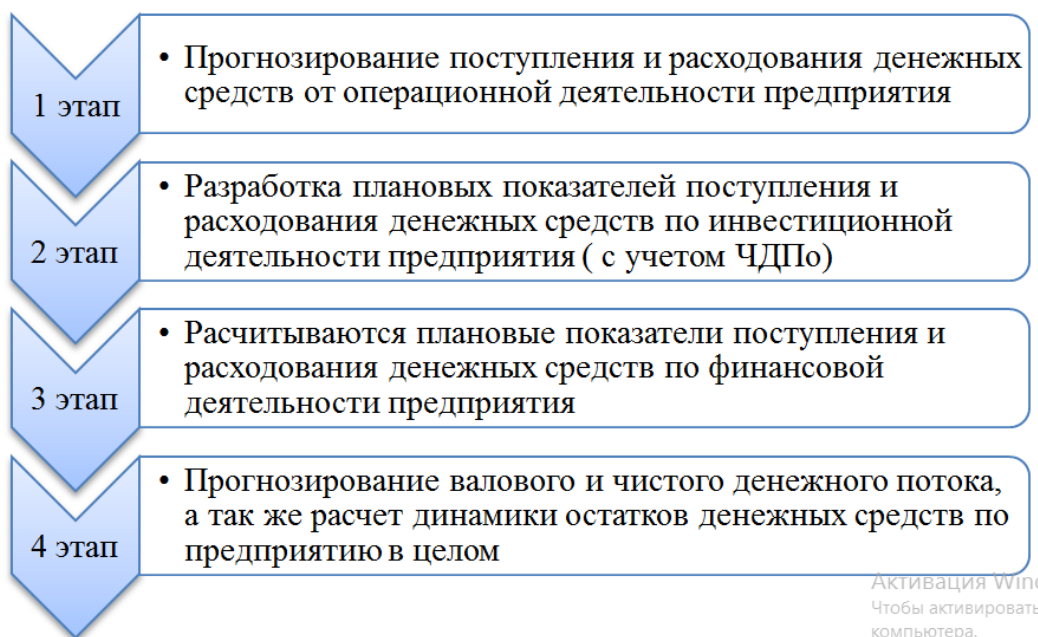 1 этап
• Прогнозирование поступления и расходования денежных
средств от операционной деятельности предприятия
2 этап
• Разработка плановых показателей поступления и
расходования денежных средств по инвестиционной
деятельности предприятия ( с учетом ЧДПо)
3 этап
• Расчитываются плановые показатели поступления и
расходования денежных средств по финансовой
деятельности предприятия
4 этап
• Прогнозирование валового и чистого денежного потока,
а так же расчет динамики остатков денежных средств по
предприятию в целом
Активация Wind
Чтобы активировать
компьютера.